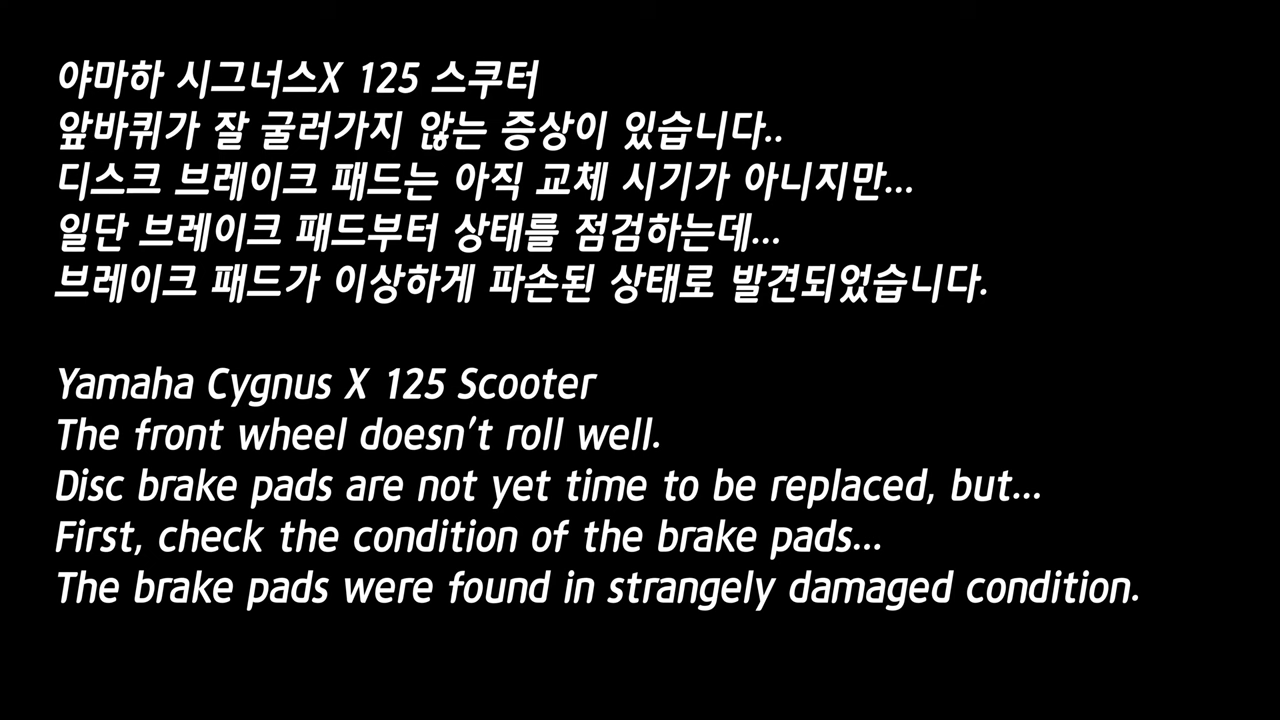 야마하 시그너스X 125 스쿠터
앞바퀴가 잘 굴러가지 않는 증상이 있습니다..
디스크 브레이크 패드는 아직 교체 시기가 아니지만...
일단 브레이크 패드부터 상태를 점검하는데...
브레이크 패드가 이상하게 파손된 상태로 발견되었습니다.
Yamaha Cygnus X 125 Scooter
The front wheel doesn't roll well.
Disc brake pads are not yet time to be replaced, but...
First, check the condition of the brake pads...
The brake pads were found in strangely damaged condition.